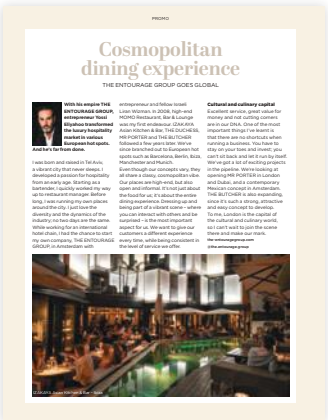 PROMO
Cosmopolitan
dining experience
THE ENTOURAGE GROUP GOES GLOBAL
With his empire THE
ENTOURAGE GROUP,
entrepreneur Yossi
Eliyahoo transformed
the luxury hospitality
market in various
European hot spots.
And he's far from done.
I was born and raised in Tel Aviv,
a vibrant city that never sleeps. I
developed a passion for hospitality
from an early age. Starting as a
bartender, I quickly worked my way
up to restaurant manager. Before
long, I was running my own places
around the city. I just love the
diversity and the dynamics of the
industry; no two days are the same.
While working for an international
hotel chain, I had the chance to start
my own company, THE ENTOURAGE
GROUP, in Amsterdam with
entrepreneur and fellow Israeli
Liran Wizman. In 2008, high-end
MOMO Restaurant, Bar & Lounge
was my first endeavour. IZAKAYA
Asian Kitchen & Bar, THE DUCHESS,
MR PORTER and THE BUTCHER
followed a few years later. We've
since branched out to European hot
spots such as Barcelona, Berlin, Ibiza,
Manchester and Munich.
Even though our concepts vary, they
all share a classy, cosmopolitan vibe.
Our places are high-end, but also
open and informal. It's not just about
the food for us; it's about the entire
dining experience. Dressing up and
being part of a vibrant scene – where
you can interact with others and be
surprised – is the most important
aspect for us. We want to give our
customers a different experience
every time, while being consistent in
the level of service we offer.
Cultural and culinary capital
Excellent service, great value for
money and not cutting corners
are in our DNA. One of the most
important things I've learnt is
that there are no shortcuts when
running a business. You have to
stay on your toes and invest; you
can't sit back and let it run by itself.
We've got a lot of exciting projects
in the pipeline. We're looking at
opening MR PORTER in London
and Dubai, and a contemporary
Mexican concept in Amsterdam.
THE BUTCHER is also expanding,
since it's such a strong, attractive
and easy concept to develop.
To me, London is the capital of
the cultural and culinary world,
so I can't wait to join the scene
there and make our mark.
the-entouragegroup.com
@the.entourage.group
IZAKAYA Asian Kitchen & Bar – Ibiza